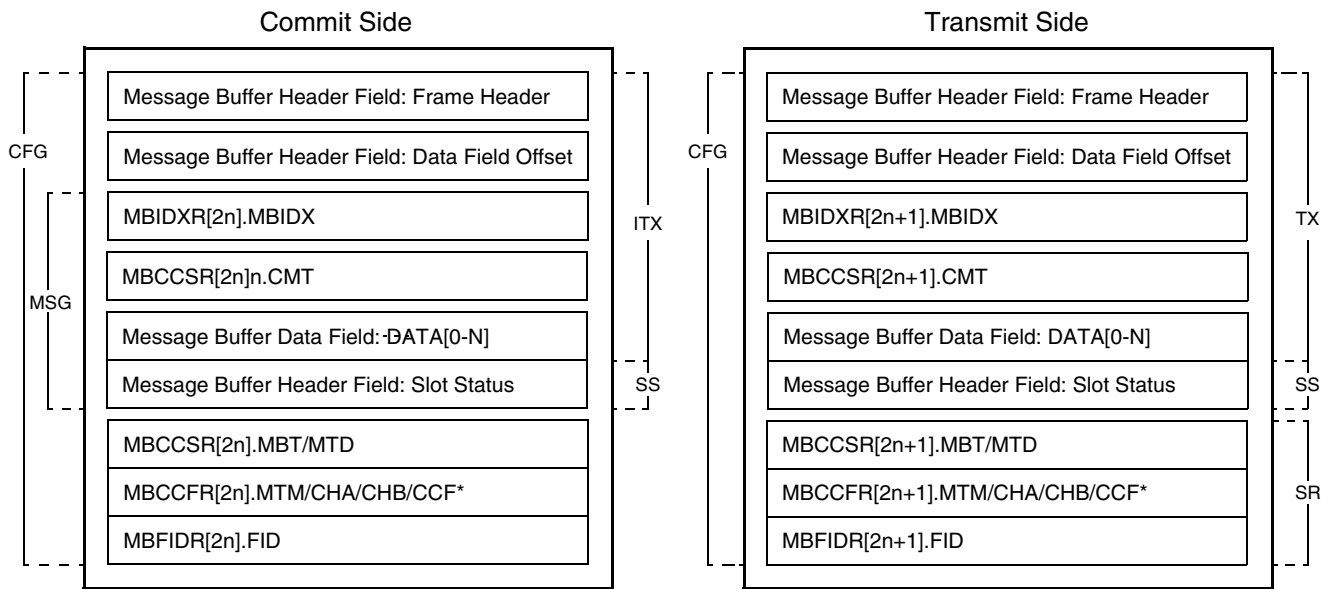 Commit Side
CFG
MSG
Message Buffer Header Field: Frame Header
Message Buffer Header Field: Data Field Offset
MBIDXR[2n].MBIDX
MBCCSR[2n]n.CMT
Message Buffer Data Field: DATA[0-N]
Message Buffer Header Field: Slot Status
MBCCSR[2n].MBT/MTD
MBCCFR[2n].MTM/CHA/CHB/CCF*
MBFIDR[2n].FID
ITX
SS
Transmit Side
CFG
Message Buffer Header Field: Frame Header
Message Buffer Header Field: Data Field Offset
MBIDXR[2n+1].MBIDX
MBCCSR[2n+1].CMT
Message Buffer Data Field: DATA[0-N]
Message Buffer Header Field: Slot Status
MBCCSR[2n+1].MBT/MTD
MBCCFR[2n+1].MTM/CHA/CHB/CCF*
MBFIDR[2n+1].FID
TX
SS
SR